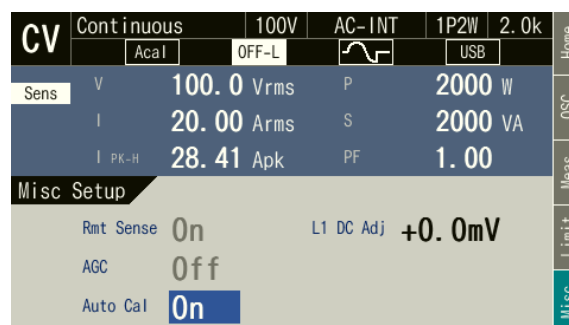 CV Continuous 100V AC-INT 1P2W 2.0k
Acal OFF-L USB
Sens V 100.0 Vrms P 2000 W
I 20.00 Arms S 2000 VA
I PK-H 28.41 Apk PF 1.00
Misc Setup
Rmt Sense On L1 DC Adj +0.0mV
AGC Off
Auto Cal On
Home
OSC
Meas
Limit
Misc